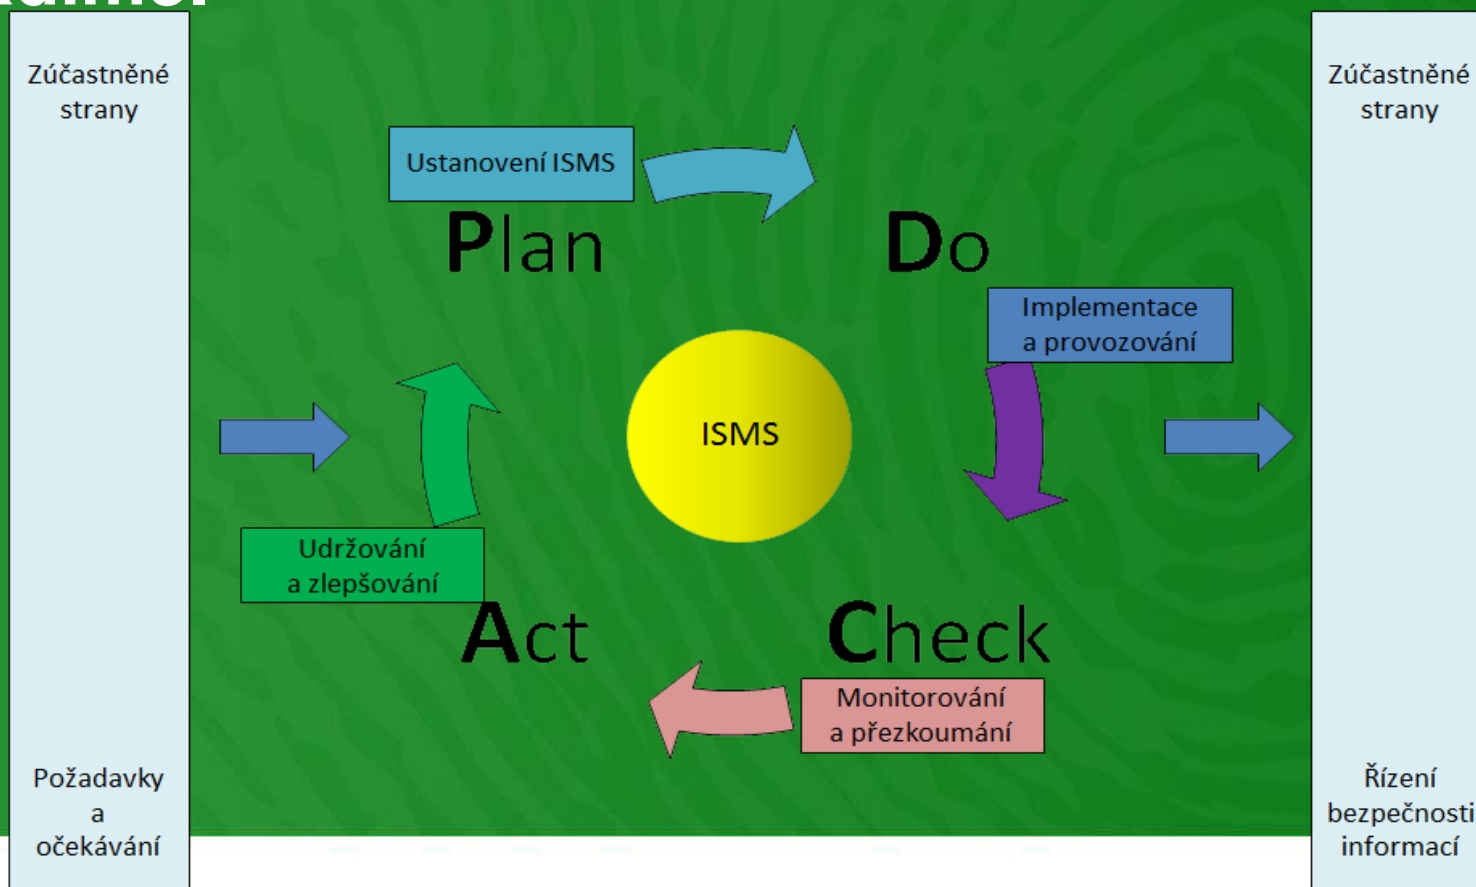 Zúčastněné
strany
Požadavky
a
očekávání
Ustanovení ISMS
Plan
Do
Implementace
a provozování
ISMS
Udržování
a zlepšování
Act
Check
Monitorování
a přezkoumání
Zúčastněné
strany
Řízení
bezpečnosti
informací